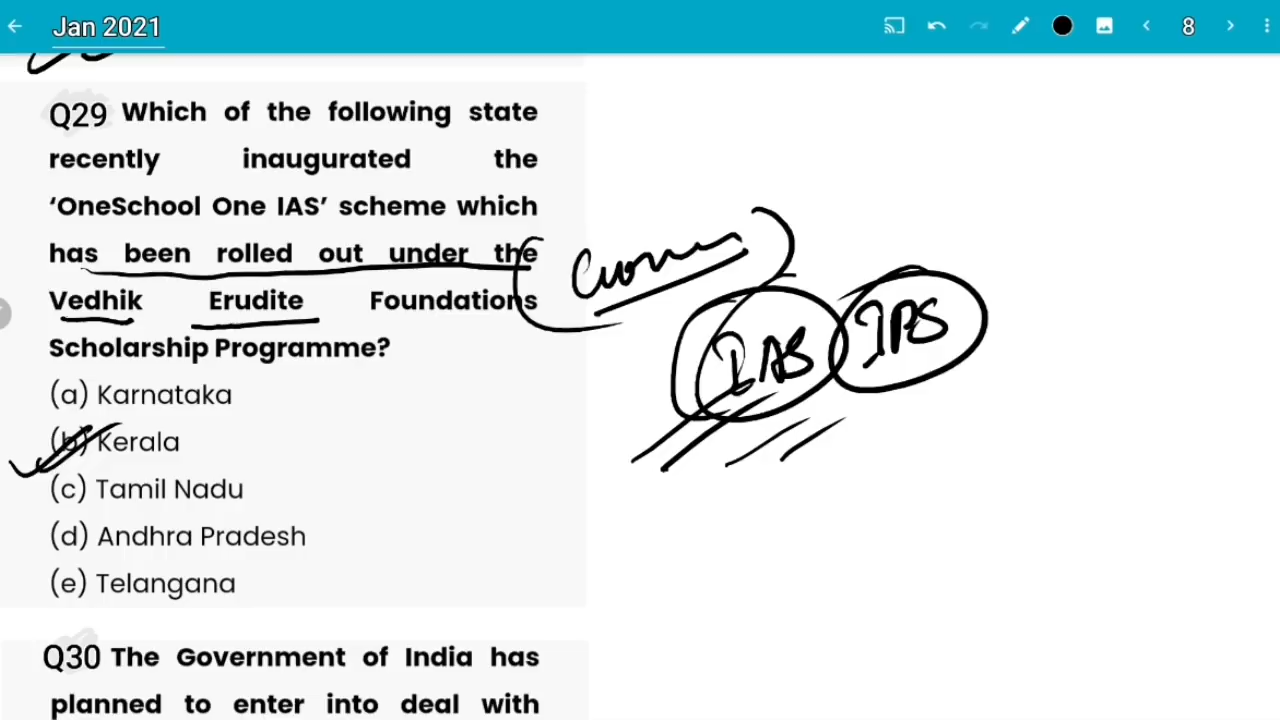 Jan 2021
8
Q29 Which of the following state
recently inaugurated the
‘OneSchool One IAS’ scheme which
has been rolled out under the
Vedhik Erudite Foundations
Scholarship Programme?
(a) Karnataka
(b) Kerala
(c) Tamil Nadu
(d) Andhra Pradesh
(e) Telangana
IAS IPS
Q30 The Government of India has
planned to enter into deal with